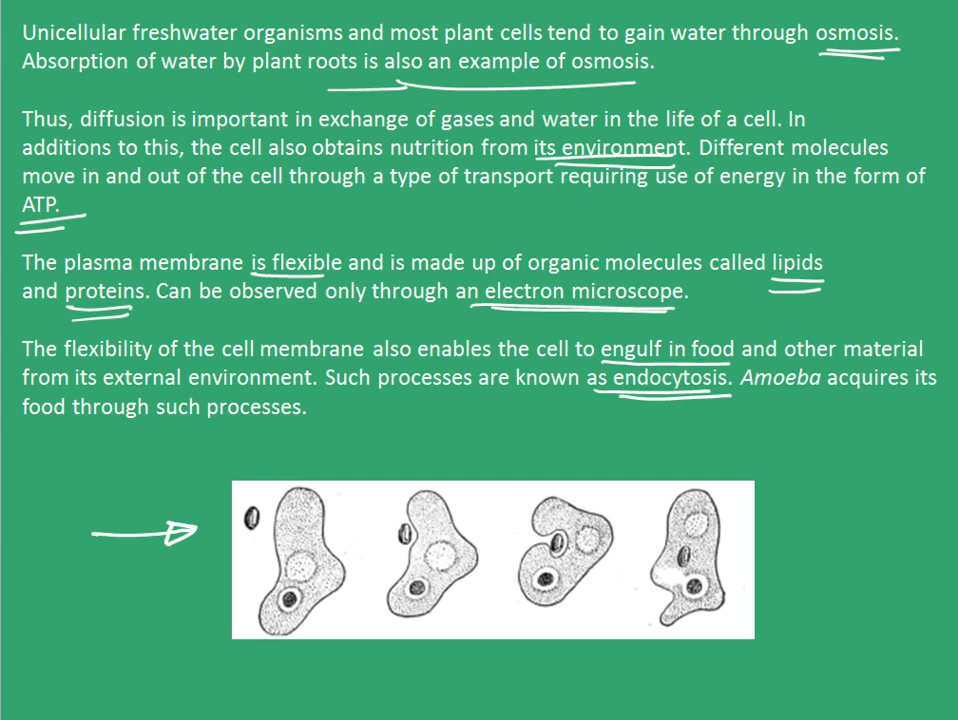 Unicellular freshwater organisms and most plant cells tend to gain water through osmosis.
Absorption of water by plant roots is also an example of osmosis.
Thus, diffusion is important in exchange of gases and water in the life of a cell. In
additions to this, the cell also obtains nutrition from its environment. Different molecules
move in and out of the cell through a type of transport requiring use of energy in the form of
ATP.
The plasma membrane is flexible and is made up of organic molecules called lipids
and proteins. Can be observed only through an electron microscope.
The flexibility of the cell membrane also enables the cell to engulf in food and other material
from its external environment. Such processes are known as endocytosis. Amoeba acquires its
food through such processes.